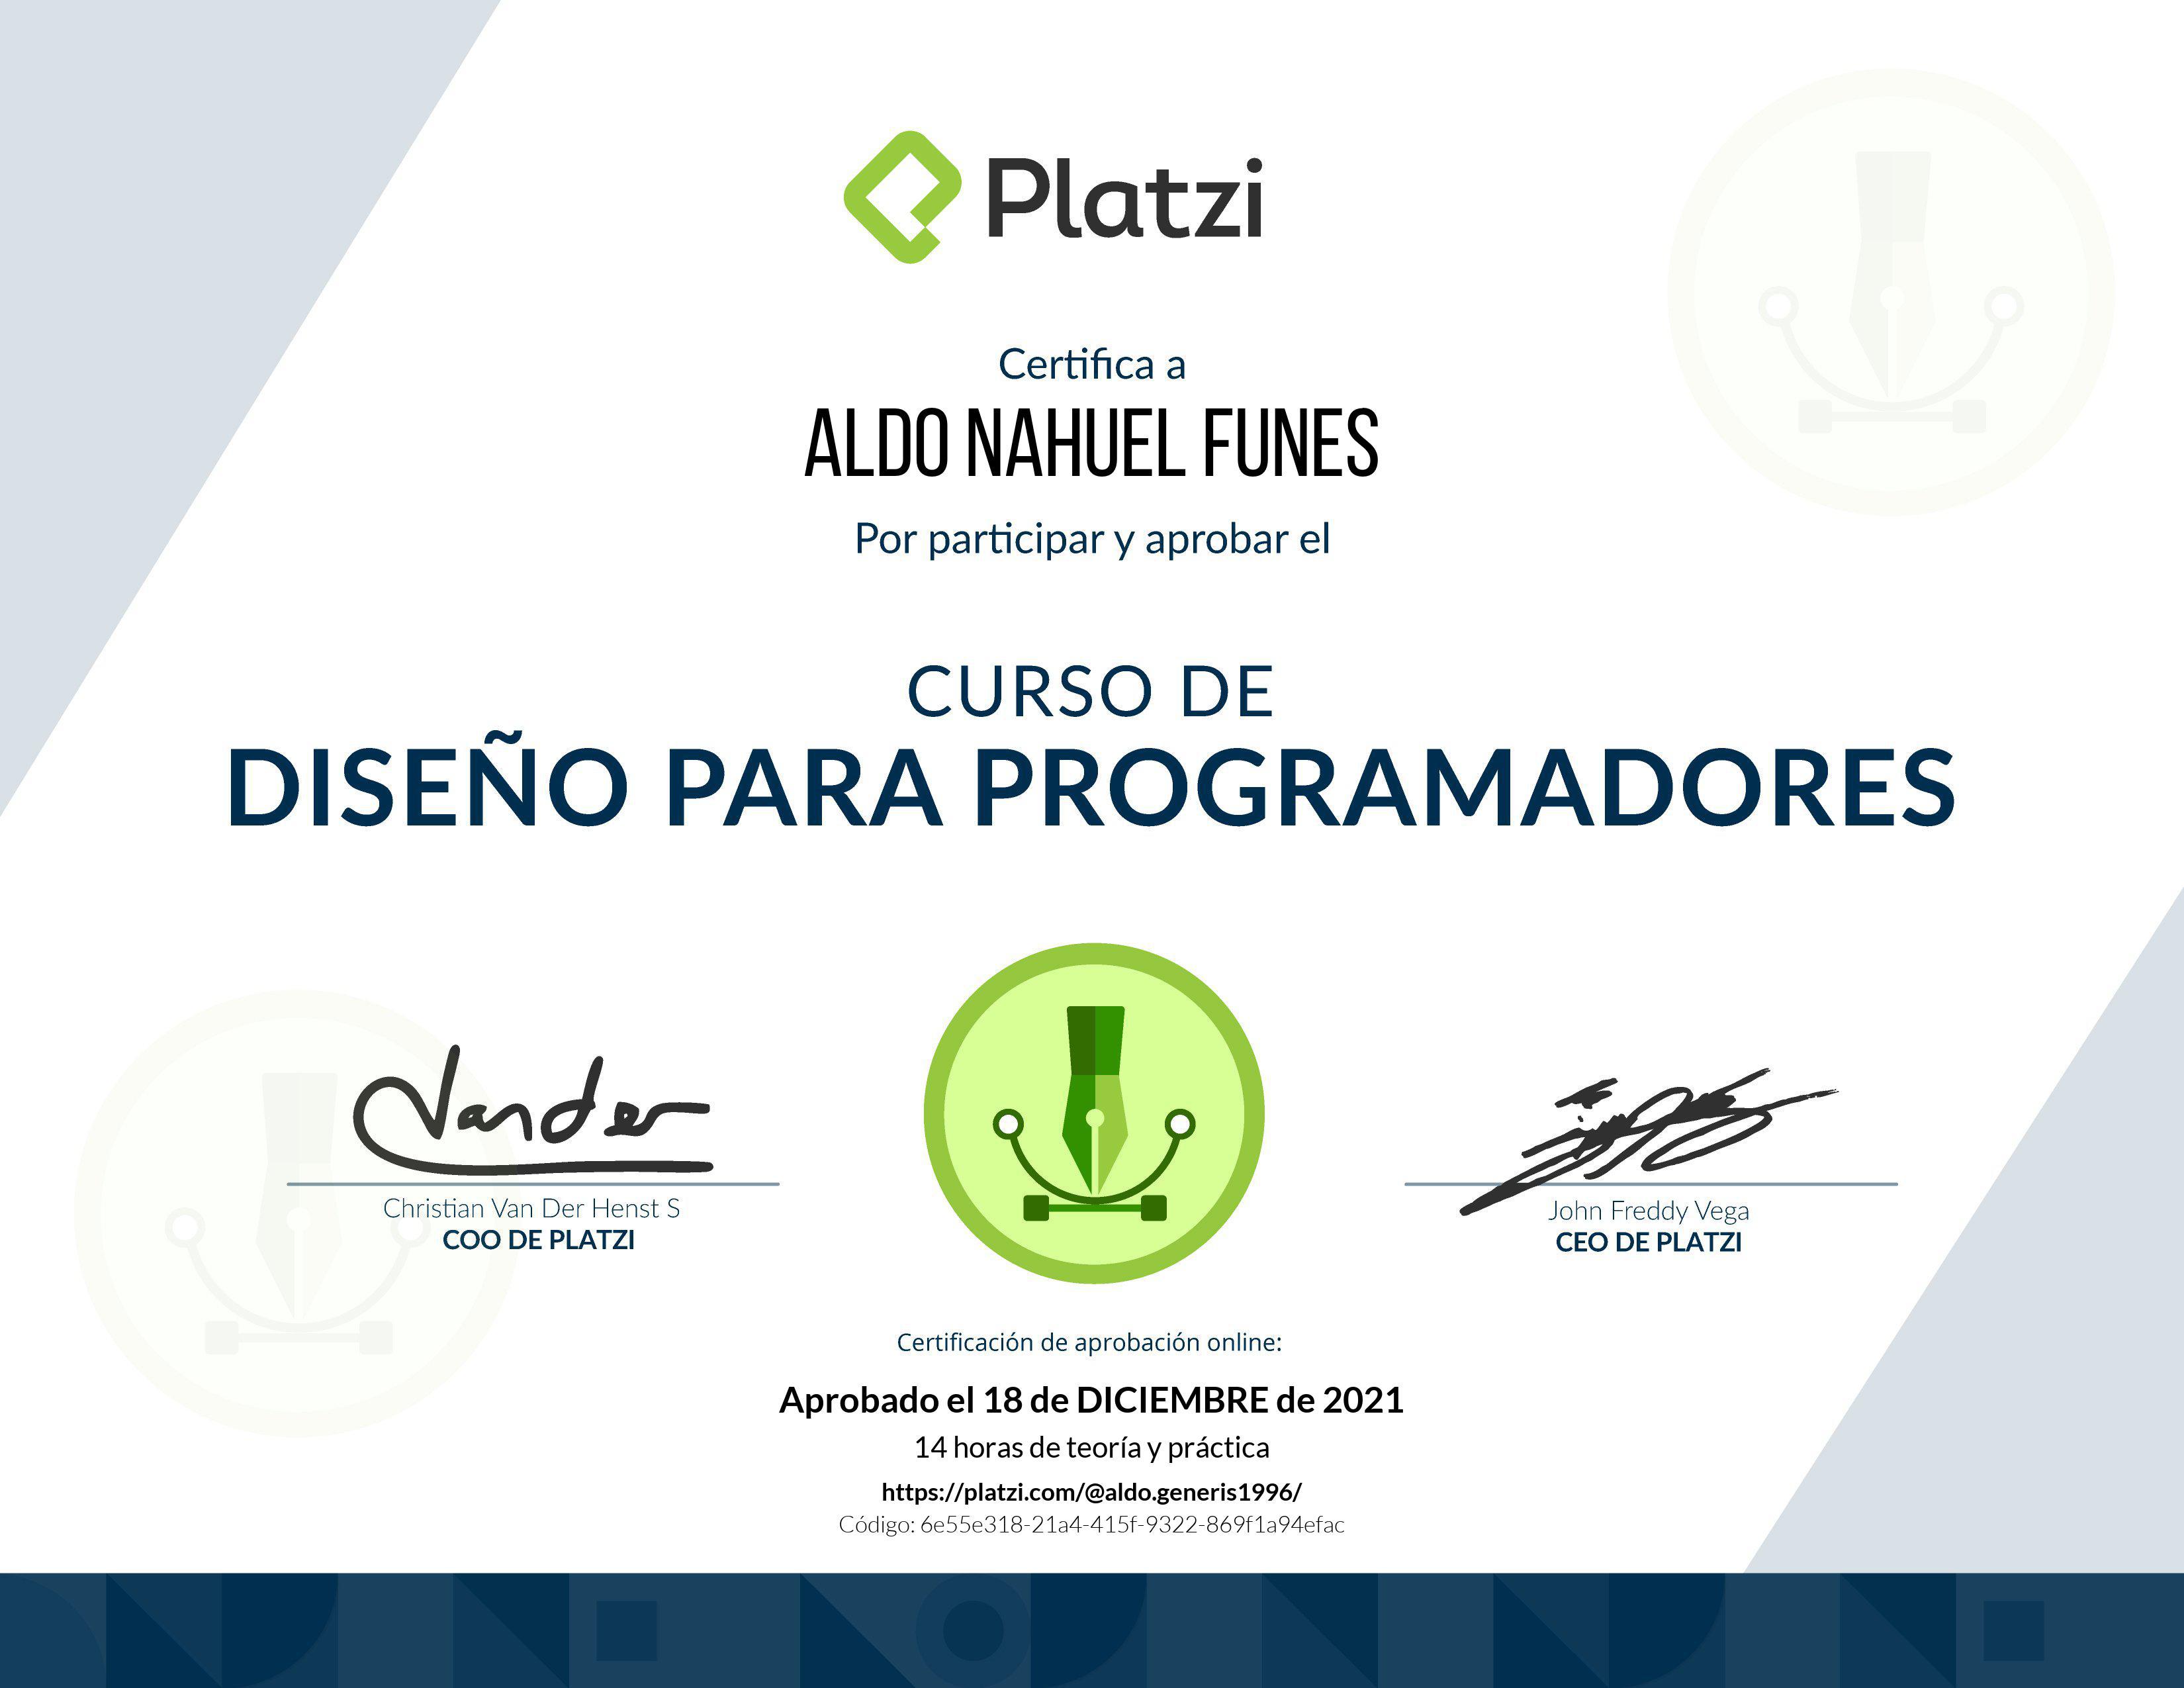 Platzi
Certifica a
ALDO NAHUEL FUNES
Por participar y aprobar el
CURSO DE
DISEÑO PARA PROGRAMADORES
Vander
Christian Van Der Henst S
COO DE PLATZI
John Freddy Vega
CEO DE PLATZI
Certificación de aprobación online:
Aprobado el 18 de DICIEMBRE de 2021
14 horas de teoría y práctica
https://platzi.com/@aldo.generis1996/
Código: 6e55e318-21a4-415f-9322-869f1a94efac